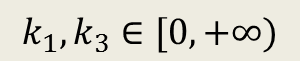 k₁, k₃ ∈ [0, +∞)